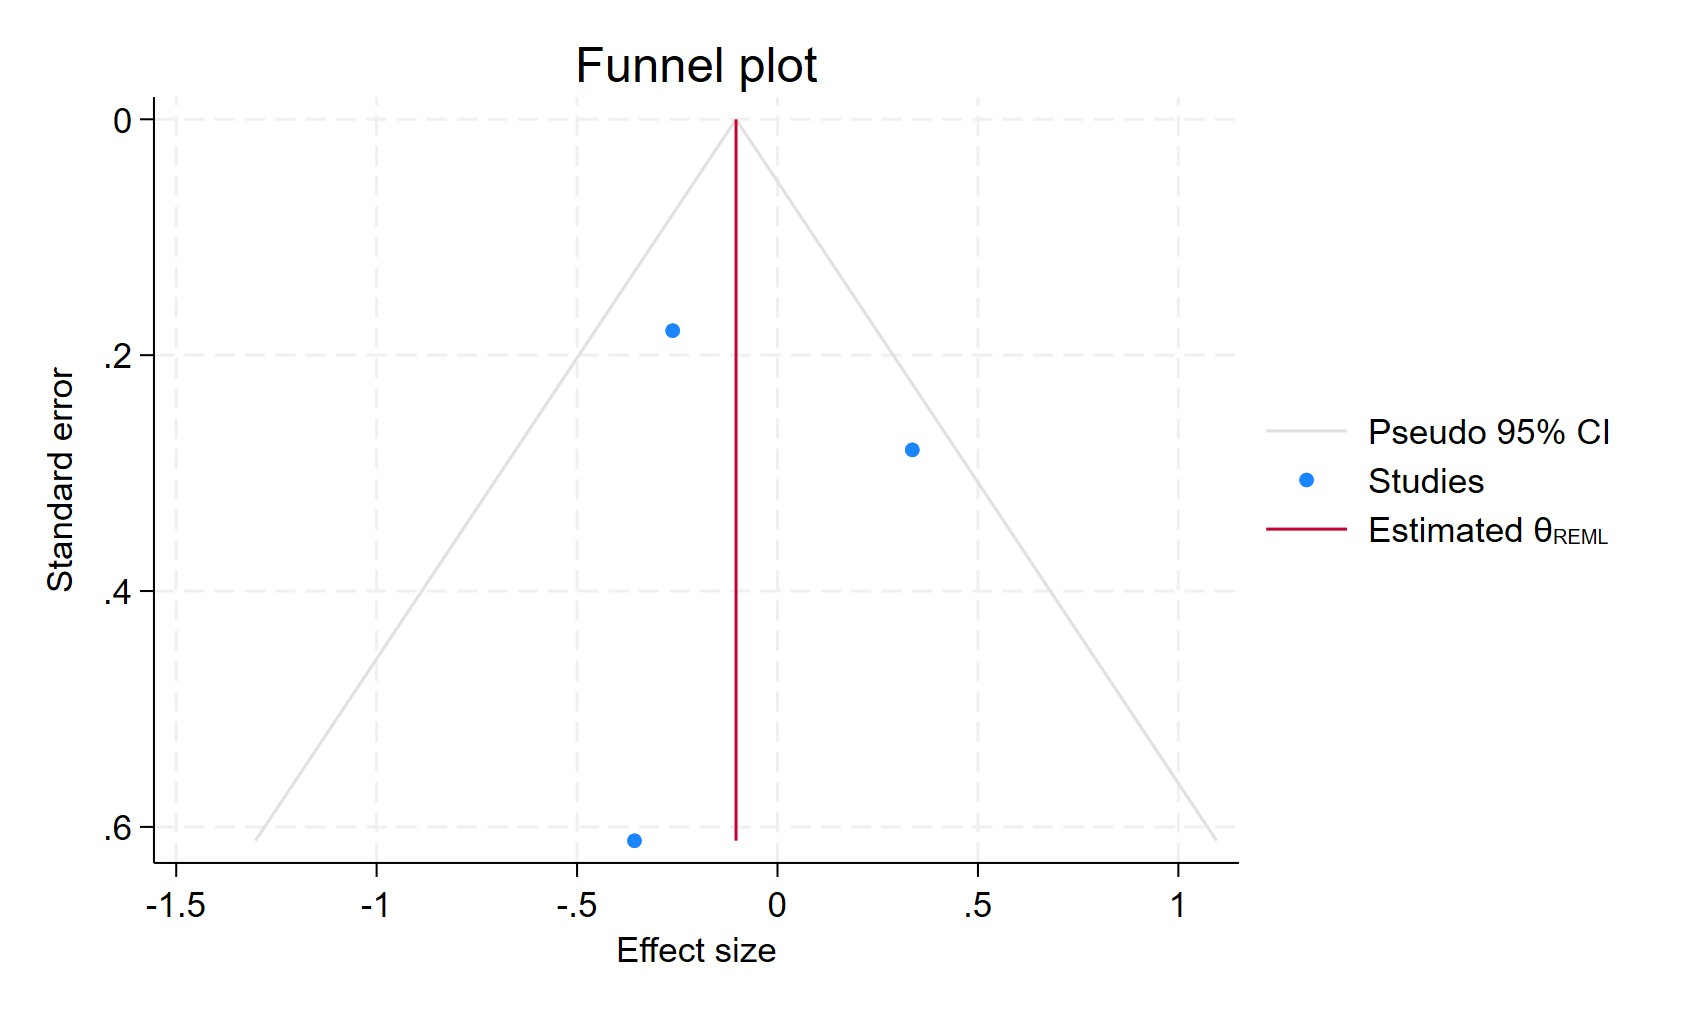 Funnel plot
0
.2
.4
.6
Standard error
-1.5 -1 -.5 0 .5 1
Effect size
Pseudo 95% CI
Studies
Estimated θREML